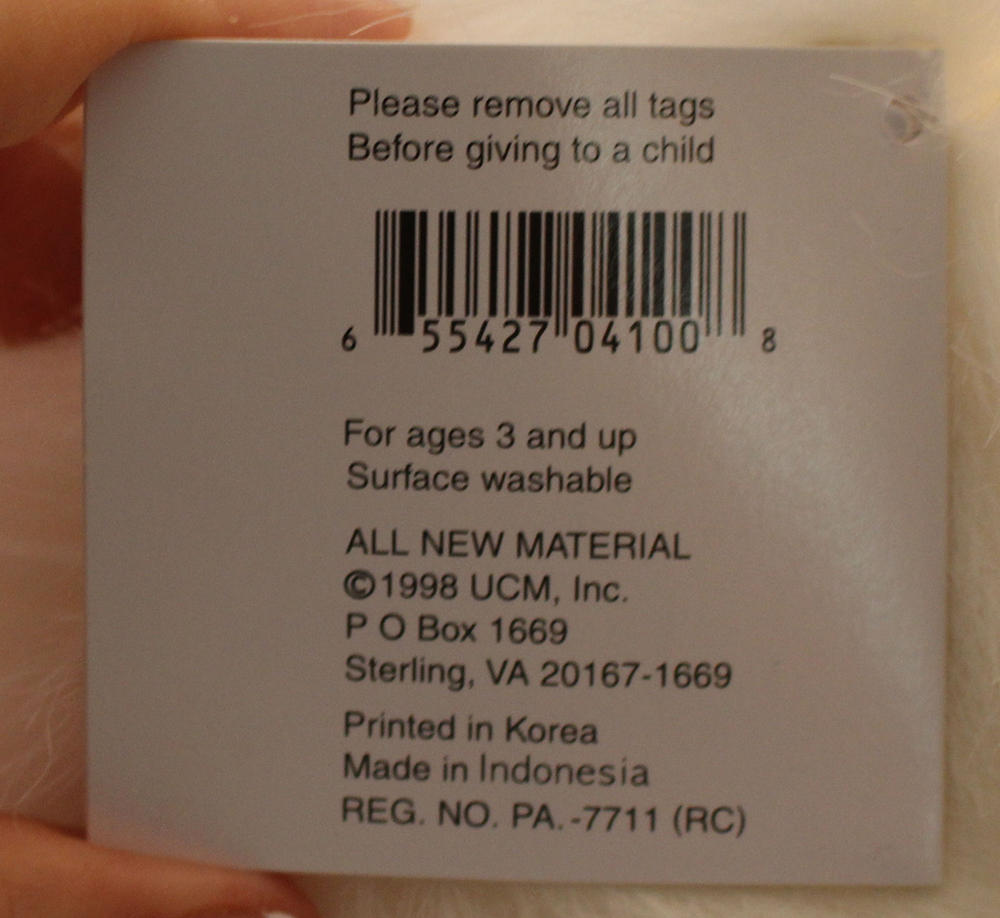 Please remove all tags
Before giving to a child
6 55427 04100 8
For ages 3 and up
Surface washable
ALL NEW MATERIAL
©1998 UCM, Inc.
P O Box 1669
Sterling, VA 20167-1669
Printed in Korea
Made in Indonesia
REG. NO. PA.-7711 (RC)